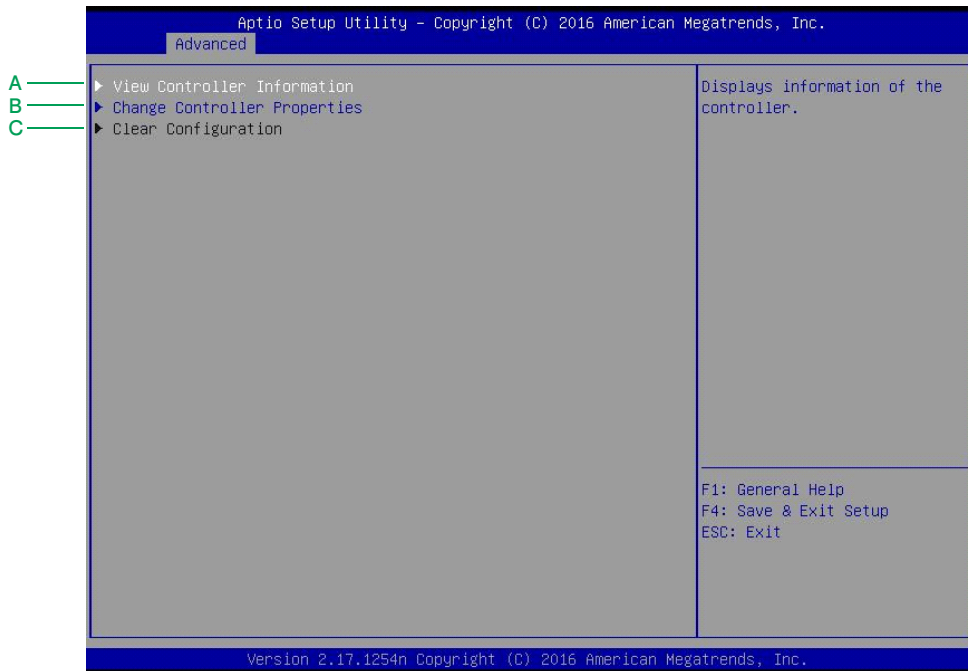 Aptio Setup Utility – Copyright (C) 2016 American Megatrends, Inc.
Advanced
A
View Controller Information
B
Change Controller Properties
C
Clear Configuration
Displays information of the
controller.
F1: General Help
F4: Save & Exit Setup
ESC: Exit
Version 2.17.1254n Copyright (C) 2016 American Megatrends, Inc.